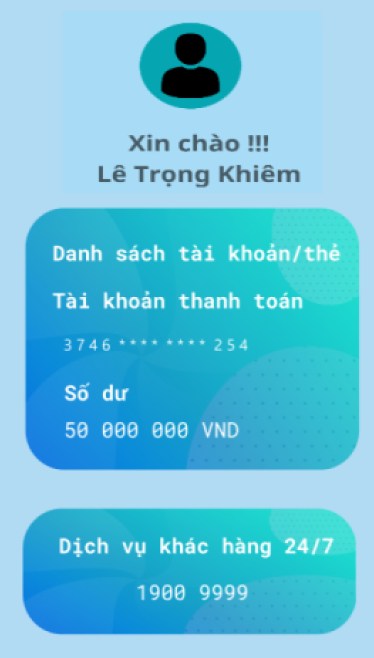 Xin chào !!!
Lê Trọng Khiêm
Danh sách tài khoản/thẻ
Tài khoản thanh toán
3746 **** **** 254
Số dư
50 000 000 VND
Dịch vụ khác hàng 24/7
1900 9999